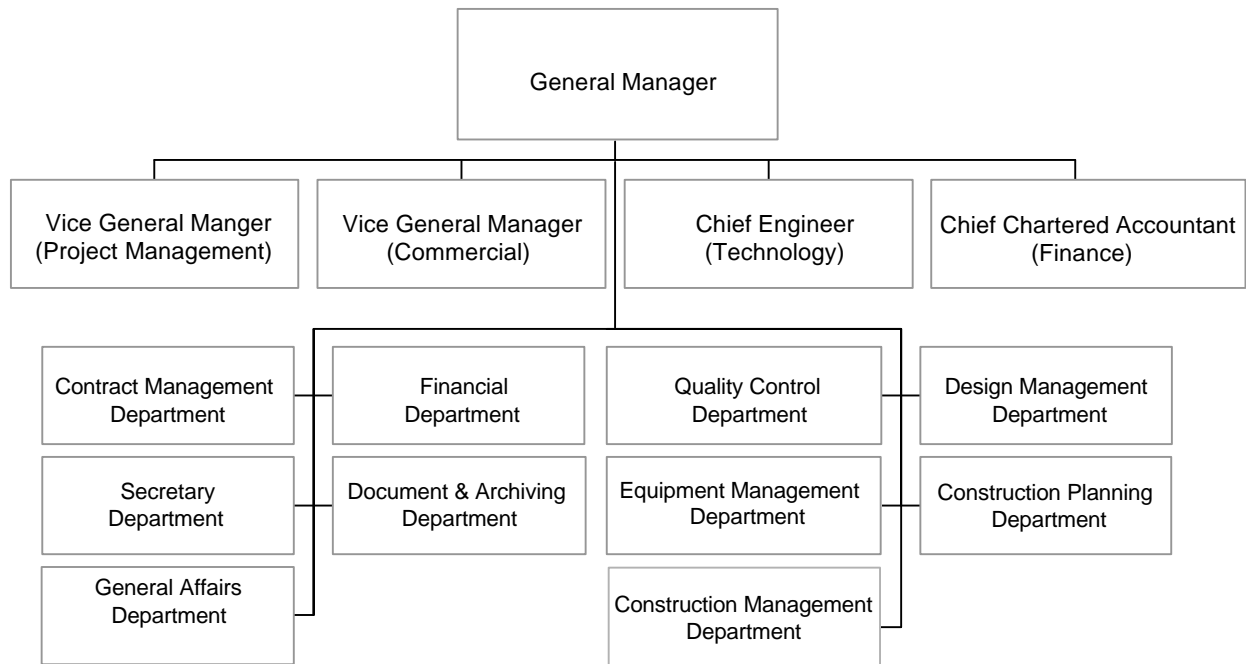 General Manager
Vice General Manger
(Project Management)
Vice General Manager
(Commercial)
Chief Engineer
(Technology)
Chief Chartered Accountant
(Finance)
Contract Management
Department
Financial
Department
Quality Control
Department
Design Management
Department
Secretary
Department
Document & Archiving
Department
Equipment Management
Department
Construction Planning
Department
General Affairs
Department
Construction Management
Department